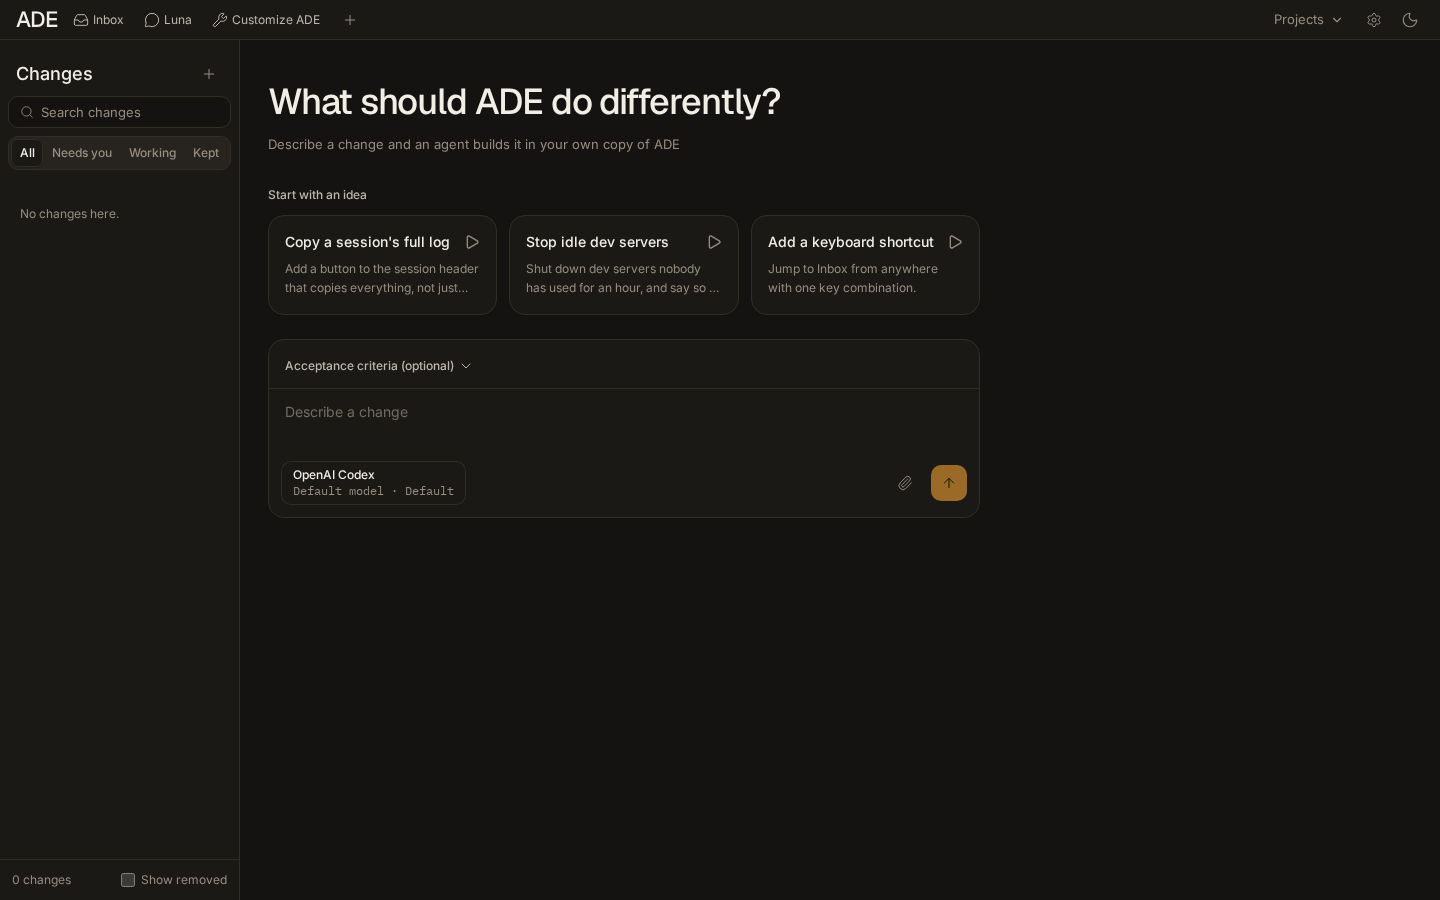 ADE Inbox Luna Customize ADE Projects
Changes
Search changes
All Needs you Working Kept
No changes here.
0 changes Show removed
What should ADE do differently?
Describe a change and an agent builds it in your own copy of ADE
Start with an idea
Copy a session's full log
Add a button to the session header
that copies everything, not just…
Stop idle dev servers
Shut down dev servers nobody
has used for an hour, and say so …
Add a keyboard shortcut
Jump to Inbox from anywhere
with one key combination.
Acceptance criteria (optional)
Describe a change
OpenAI Codex
Default model · Default